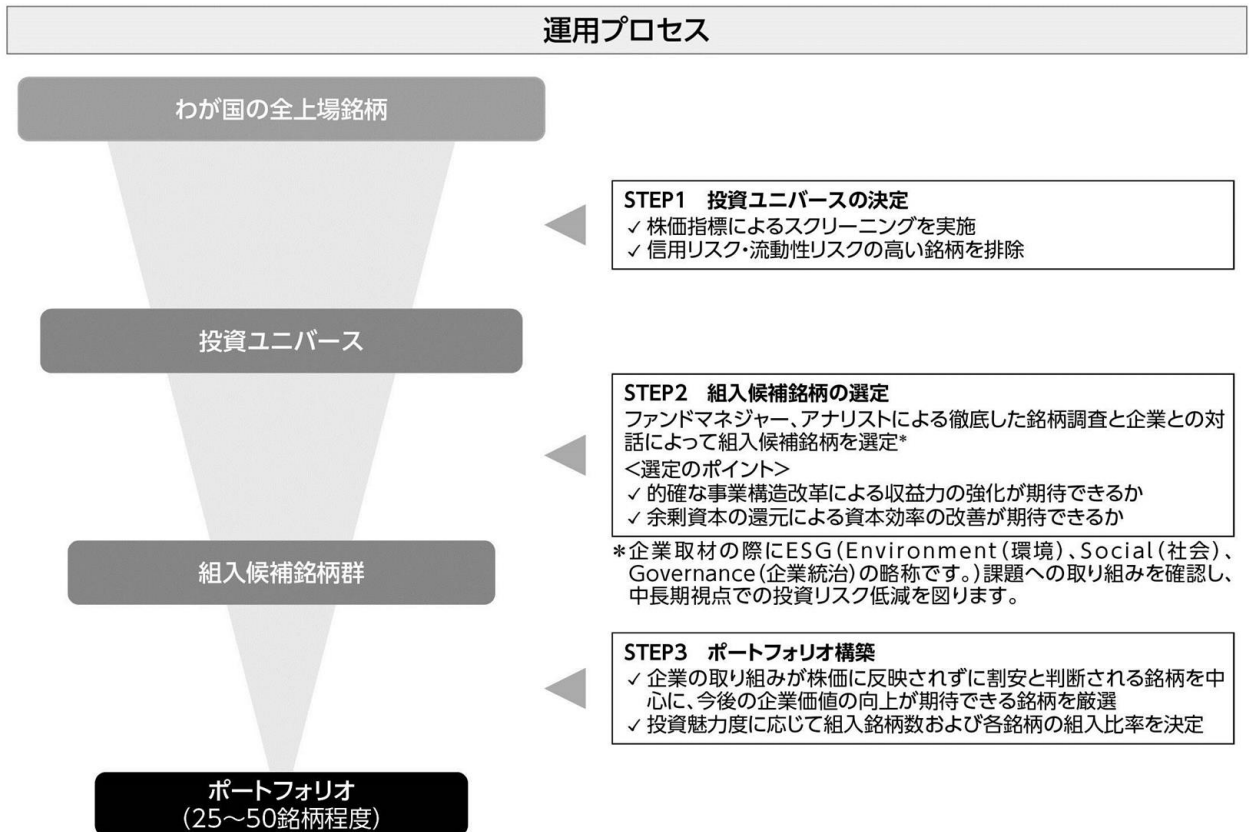 運用プロセス
わが国の全上場銘柄
STEP1 投資ユニバースの決定
✓ 株価指標によるスクリーニングを実施
✓ 信用リスク・流動性リスクの高い銘柄を排除
投資ユニバース
STEP2 組入候補銘柄の選定
ファンドマネジャー、アナリストによる徹底した銘柄調査と企業との対
話によって組入候補銘柄を選定*
＜選定のポイント＞
✓ 的確な事業構造改革による収益力の強化が期待できるか
✓ 余剰資本の還元による資本効率の改善が期待できるか
*企業取材の際にESG（Environment（環境）、Social（社会）、
Governance（企業統治）の略称です。）課題への取り組みを確認し、
中長期視点での投資リスク低減を図ります。
組入候補銘柄群
STEP3 ポートフォリオ構築
✓ 企業の取り組みが株価に反映されずに割安と判断される銘柄を中
心に、今後の企業価値の向上が期待できる銘柄を厳選
✓ 投資魅力度に応じて組入銘柄数および各銘柄の組入比率を決定
ポートフォリオ
（25～50銘柄程度）